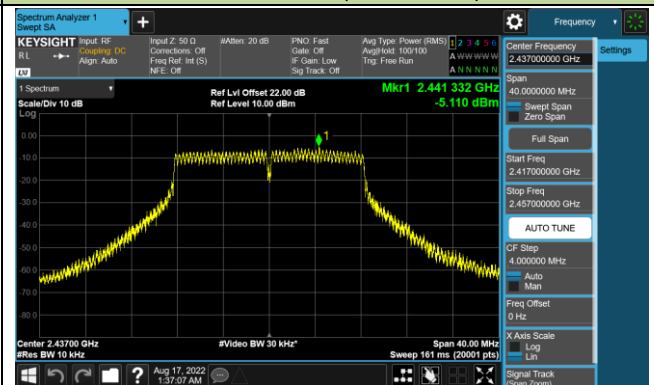 Spectrum Analyzer 1
Swept SA
+
Frequency
KEYSIGHT
RL
LXI
Input: RF
Coupling: DC
Align: Auto
Input Z: 50 Ω
Corrections: Off
Freq Ref: Int (S)
NFE: Off
#Atten: 20 dB
PNO: Fast
Gate: Off
IF Gain: Low
Sig Track: Off
Avg Type: Power (RMS)
Avg|Hold: 100/100
Trig: Free Run
1 2 3 4 5 6
A W W W W W
A N N N N N
1 Spectrum
Scale/Div 10 dB
Log
Ref Lvl Offset 22.00 dB
Ref Level 10.00 dBm
Mkr1 2.441 332 GHz
-5.110 dBm
1
0.00
-10.0
-20.0
-30.0
-40.0
-50.0
-60.0
-70.0
-80.0
Center 2.43700 GHz
#Res BW 10 kHz
#Video BW 30 kHz*
Span 40.00 MHz
Sweep 161 ms (20001 pts)
Aug 17, 2022
1:37:07 AM
?
Center Frequency
2.437000000 GHz
Settings
Span
40.0000000 MHz
Swept Span
Zero Span
Full Span
Start Freq
2.417000000 GHz
Stop Freq
2.457000000 GHz
AUTO TUNE
CF Step
4.000000 MHz
Auto
Man
Freq Offset
0 Hz
X Axis Scale
Log
Lin
Signal Track
(Span Zoom)